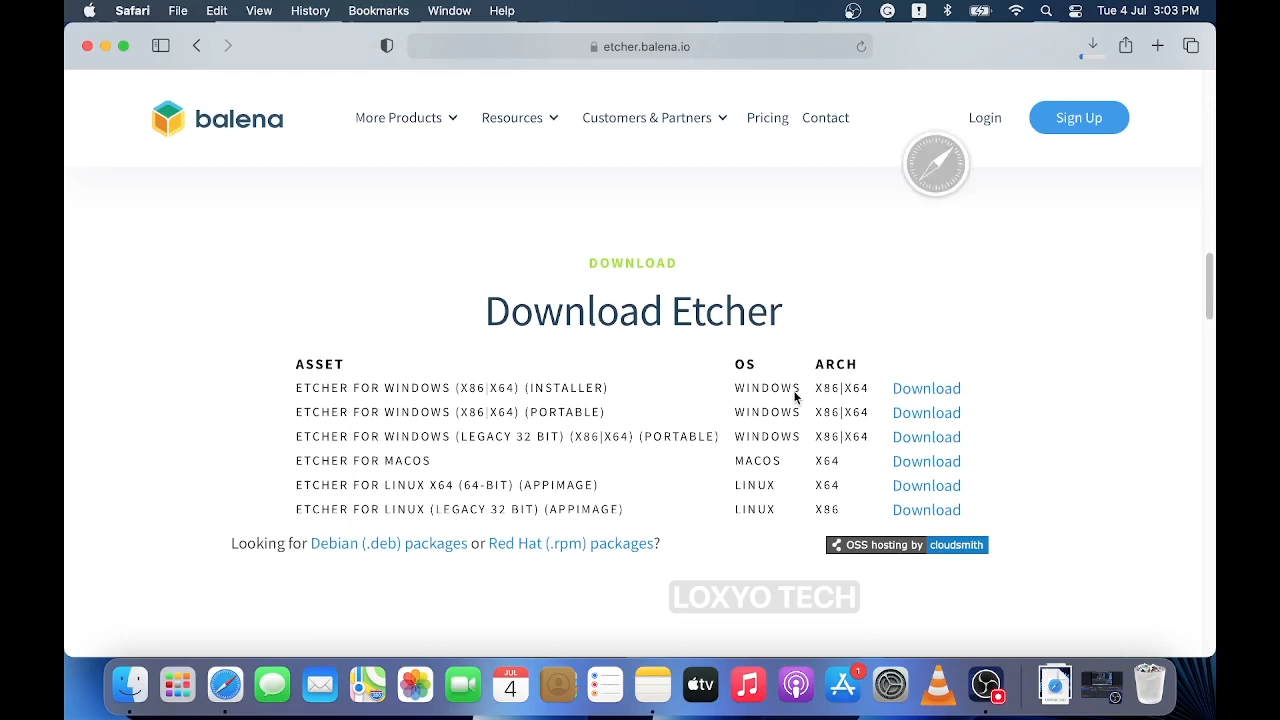 Safari File Edit View History Bookmarks Window Help Tue 4 Jul 3:03 PM
etcher.balena.io
balena More Products Resources Customers & Partners Pricing Contact Login Sign Up
DOWNLOAD
Download Etcher
ASSET OS ARCH
ETCHER FOR WINDOWS (X86|X64) (INSTALLER) WINDOWS X86|X64 Download
ETCHER FOR WINDOWS (X86|X64) (PORTABLE) WINDOWS X86|X64 Download
ETCHER FOR WINDOWS (LEGACY 32 BIT) (X86|X64) (PORTABLE) WINDOWS X86|X64 Download
ETCHER FOR MACOS MACOS X64 Download
ETCHER FOR LINUX X64 (64-BIT) (APPIMAGE) LINUX X64 Download
ETCHER FOR LINUX (LEGACY 32 BIT) (APPIMAGE) LINUX X86 Download
Looking for Debian (.deb) packages or Red Hat (.rpm) packages? OSS hosting by cloudsmith
LOXYO TECH
JUL
4
tv
1